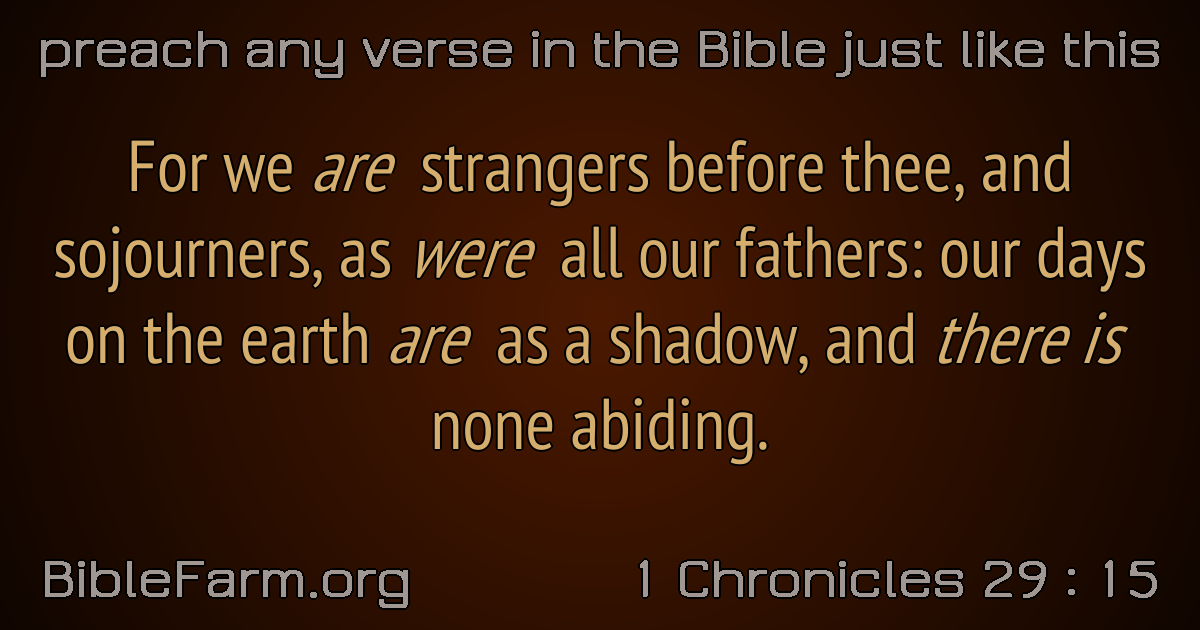 preach any verse in the Bible just like this
For we are strangers before thee, and
sojourners, as were all our fathers: our days
on the earth are as a shadow, and there is
none abiding.
BibleFarm.org
1 Chronicles 29 : 15